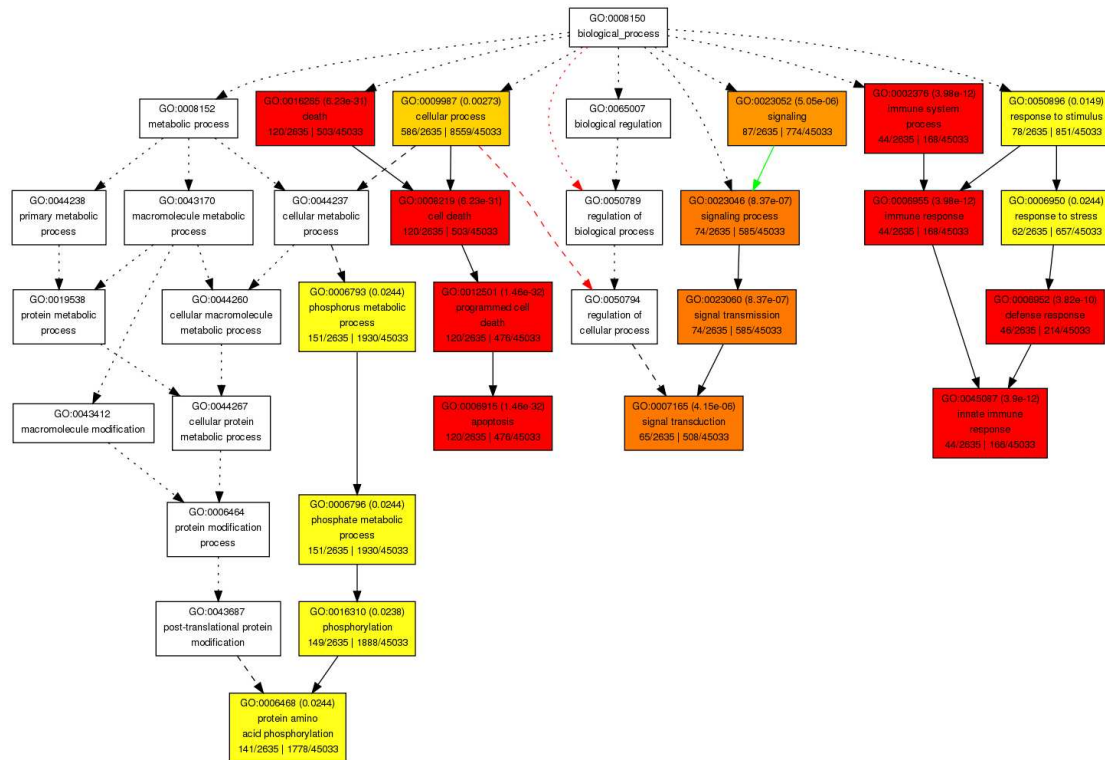 GO:0008150
biological_process
GO:0008152
metabolic process
GO:0016265 (6.23e-31)
death
120/2635 | 503/45033
GO:0009987 (0.00273)
cellular process
586/2635 | 8559/45033
GO:0065007
biological regulation
GO:0023052 (5.05e-06)
signaling
87/2635 | 774/45033
GO:0002376 (3.98e-12)
immune system
process
44/2635 | 168/45033
GO:0050896 (0.0149)
response to stimulus
78/2635 | 851/45033
GO:0044238
primary metabolic
process
GO:0043170
macromolecule metabolic
process
GO:0044237
cellular metabolic
process
GO:0008219 (6.23e-31)
cell death
120/2635 | 503/45033
GO:0050789
regulation of
biological process
GO:0023046 (8.37e-07)
signaling process
74/2635 | 585/45033
GO:0006955 (3.98e-12)
immune response
44/2635 | 168/45033
GO:0006950 (0.0244)
response to stress
62/2635 | 657/45033
GO:0019538
protein metabolic
process
GO:0044260
cellular macromolecule
metabolic process
GO:0006793 (0.0244)
phosphorus metabolic
process
151/2635 | 1930/45033
GO:0012501 (1.46e-32)
programmed cell
death
120/2635 | 476/45033
GO:0050794
regulation of
cellular process
GO:0023060 (8.37e-07)
signal transmission
74/2635 | 585/45033
GO:0006952 (3.82e-10)
defense response
46/2635 | 214/45033
GO:0043412
macromolecule modification
GO:0044267
cellular protein
metabolic process
GO:0006915 (1.46e-32)
apoptosis
120/2635 | 476/45033
GO:0007165 (4.15e-06)
signal transduction
65/2635 | 508/45033
GO:0045087 (3.9e-12)
innate immune
response
44/2635 | 166/45033
GO:0006464
protein modification
process
GO:0006796 (0.0244)
phosphate metabolic
process
151/2635 | 1930/45033
GO:0043687
post-translational protein
modification
GO:0016310 (0.0238)
phosphorylation
149/2635 | 1888/45033
GO:0006468 (0.0244)
protein amino
acid phosphorylation
141/2635 | 1778/45033